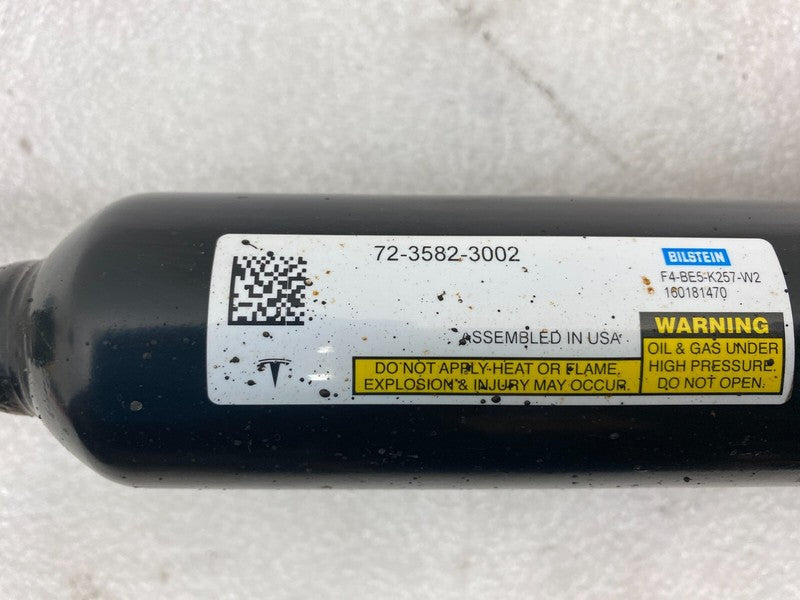 72-3582-3002
BILSTEIN
F4-BE5-K257-W2
160181470
ASSEMBLED IN USA
DO NOT APPLY HEAT OR FLAME.
EXPLOSION & INJURY MAY OCCUR.
WARNING
OIL & GAS UNDER
HIGH PRESSURE.
DO NOT OPEN.